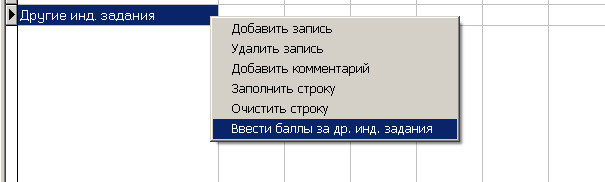 Другие инд. задания
Добавить запись
Удалить запись
Добавить комментарий
Заполнить строку
Очистить строку
Ввести баллы за др. инд. задания